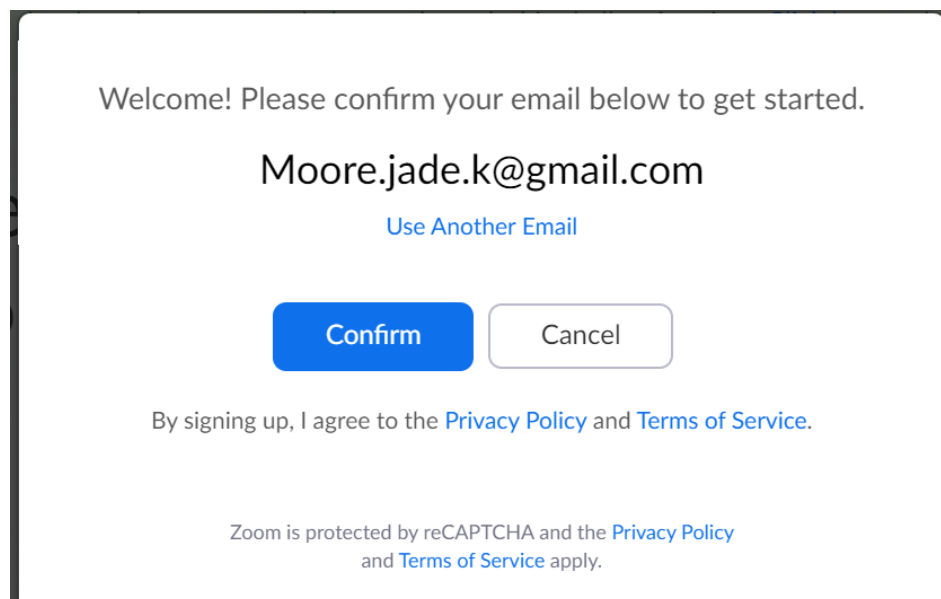 Welcome! Please confirm your email below to get started.
Moore.jade.k@gmail.com
Use Another Email
Confirm
Cancel
By signing up, I agree to the Privacy Policy and Terms of Service.
Zoom is protected by reCAPTCHA and the Privacy Policy
and Terms of Service apply.